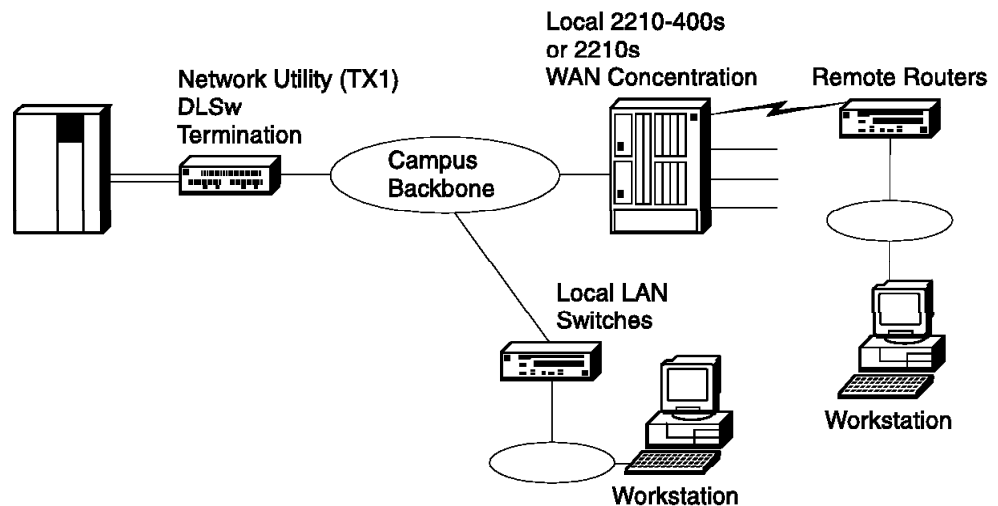 Local 2210-400s
or 2210s
WAN Concentration
Remote Routers
Network Utility (TX1)
DLSw
Termination
Campus
Backbone
Local LAN
Switches
Workstation
Workstation